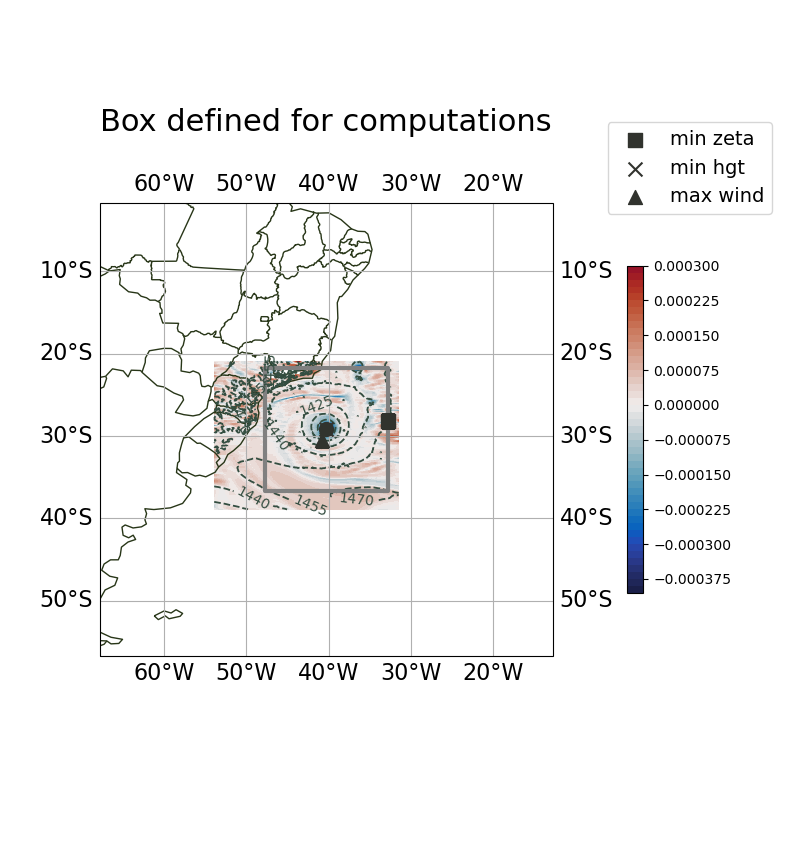 Box defined for computations
min zeta
min hgt
max wind
60°W 50°W 40°W 30°W 20°W
10°S 10°S
20°S 20°S
30°S 30°S
40°S 40°S
50°S 50°S
60°W 50°W 40°W 30°W 20°W
1425
1440
1440
1455
1470
0.000300
0.000225
0.000150
0.000075
0.000000
−0.000075
−0.000150
−0.000225
−0.000300
−0.000375